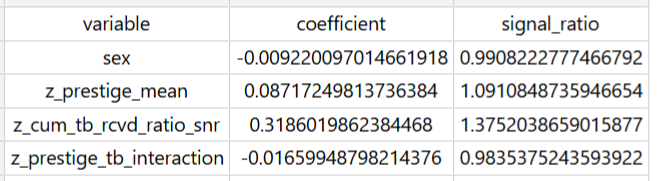 variable coefficient signal_ratio
sex -0.009220097014661918 0.9908222777466792
z_prestige_mean 0.08717249813736384 1.0910848735946654
z_cum_tb_rcvd_ratio_snr 0.3186019862384468 1.3752038659015877
z_prestige_tb_interaction -0.01659948798214376 0.9835375243593922